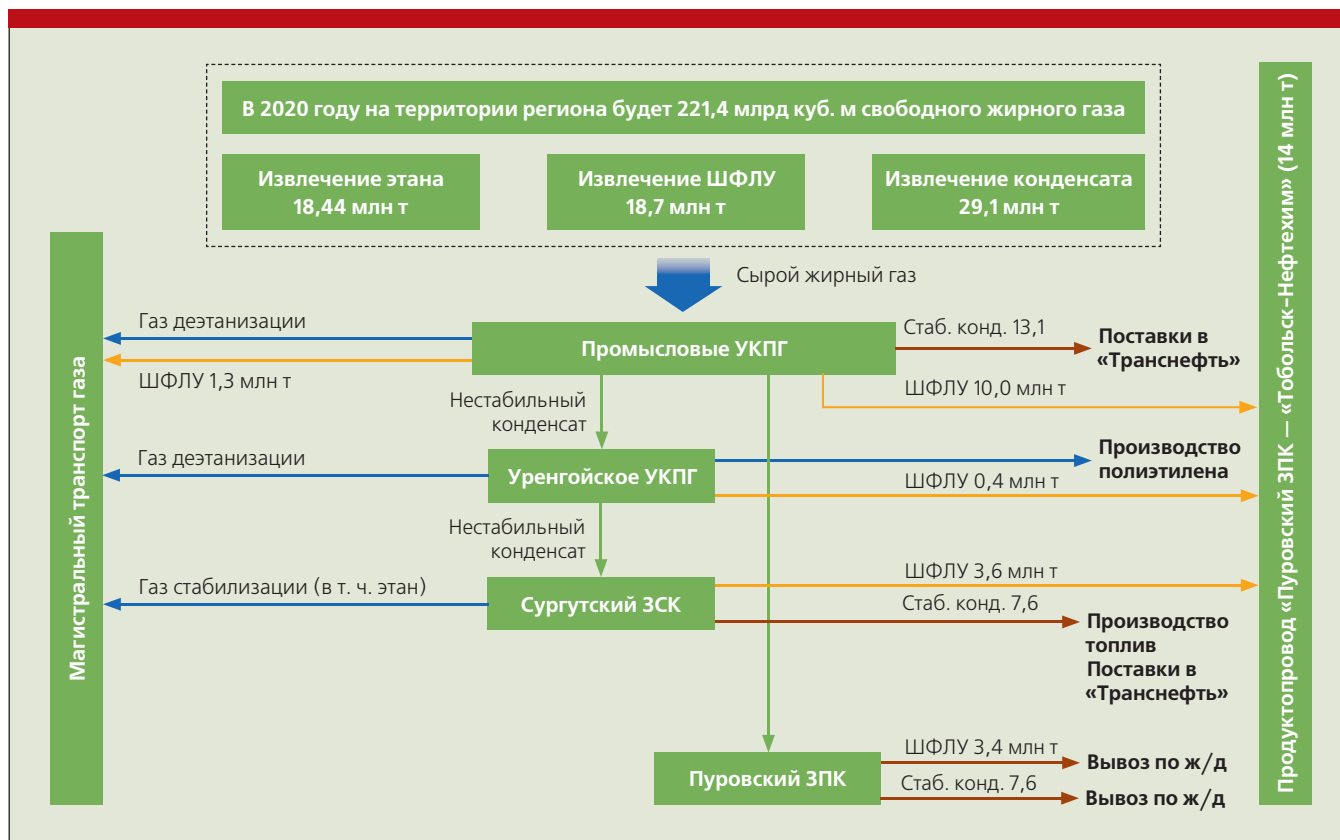 В 2020 году на территории региона будет 221,4 млрд куб. м свободного жирного газа
Извлечение этана
18,44 млн т
Извлечение ШФЛУ
18,7 млн т
Извлечение конденсата
29,1 млн т
Сырой жирный газ
Магистральный транспорт газа
Газ деэтанизации
ШФЛУ 1,3 млн т
Промысловые УКПГ
Стаб. конд. 13,1
Поставки в
«Транснефть»
ШФЛУ 10,0 млн т
Нестабильный
конденсат
Газ деэтанизации
Уренгойское УКПГ
Производство
полиэтилена
ШФЛУ 0,4 млн т
Нестабильный
конденсат
Газ стабилизации (в т. ч. этан)
Сургутский ЗСК
ШФЛУ 3,6 млн т
Стаб. конд. 7,6
Производство
топлив
Поставки в
«Транснефть»
Пуровский ЗПК
ШФЛУ 3,4 млн т
Вывоз по ж/д
Стаб. конд. 7,6
Вывоз по ж/д
Продуктопровод «Пуровский ЗПК — «Тобольск–Нефтехим» (14 млн т)